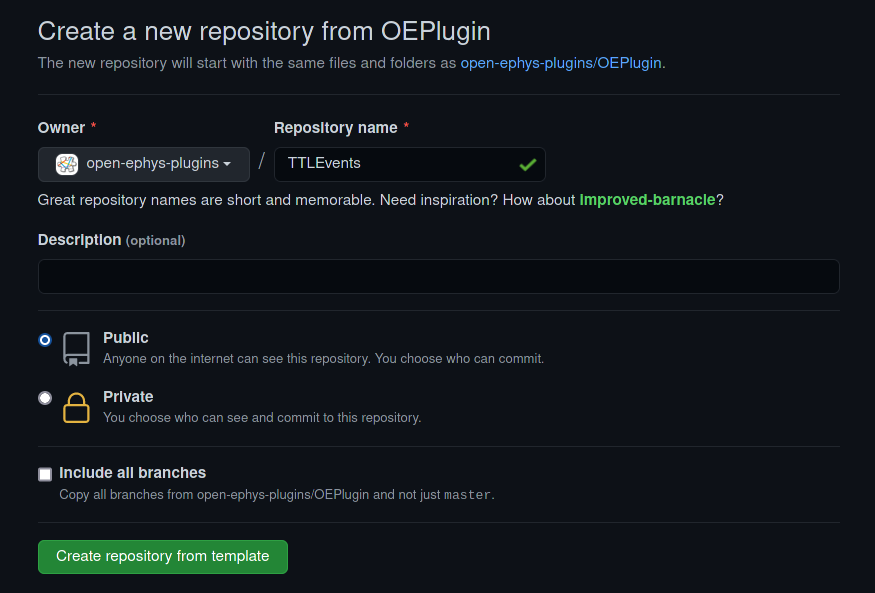 Create a new repository from OEPlugin
The new repository will start with the same files and folders as open-ephys-plugins/OEPlugin.
Owner * Repository name *
open-ephys-plugins / TTLEvents
Great repository names are short and memorable. Need inspiration? How about improved-barnacle?
Description (optional)
Public
Anyone on the internet can see this repository. You choose who can commit.
Private
You choose who can see and commit to this repository.
Include all branches
Copy all branches from open-ephys-plugins/OEPlugin and not just master.
Create repository from template